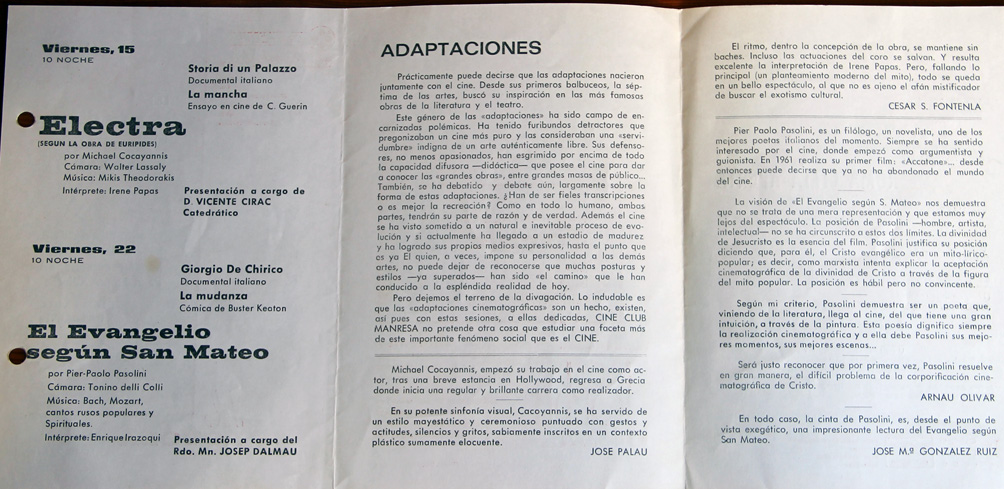 Viernes, 15
10 NOCHE
Storia di un Palazzo
Documental italiano
La mancha
Ensayo en cine de C. Guerin
Electra
(SEGUN LA OBRA DE EURIPIDES)
por Michael Cocayannis
Cámara: Walter Lassaly
Música: Mikis Theodorakis
Intérprete: Irene Papas
Presentación a cargo de
D. VICENTE CIRAC
Catedrático
Viernes, 22
10 NOCHE
Giorgio De Chirico
Documental italiano
La mudanza
Cómica de Buster Keaton
El Evangelio
según San Mateo
por Pier-Paolo Pasolini
Cámara: Tonino delli Colli
Música: Bach, Mozart,
cantos rusos populares y
Spirituales.
Intérprete: Enrique Irazoqui
Presentación a cargo del
Rdo. Mn. JOSEP DALMAU
ADAPTACIONES
Prácticamente puede decirse que las adaptaciones nacieron
juntamente con el cine. Desde sus primeros balbuceos, la sép-
tima de las artes, buscó su inspiración en las más famosas
obras de la literatura y el teatro.
Este género de las «adaptaciones» ha sido campo de en-
carnizadas polémicas. Ha tenido furibundos detractores que
pregonizaban un cine más puro y las consideraban una «servi-
dumbre» indigna de un arte auténticamente libre. Sus defenso-
res, no menos apasionados, han esgrimido por encima de todo
la capacidad difusora —didáctica— que posee el cine para dar
a conocer las «grandes obras», entre grandes masas de público...
También, se ha debatido y debate aún, largamente sobre la
forma de estas adaptaciones. ¿Han de ser fieles transcripciones
o es mejor la recreación? Como en todo lo humano, ambas
partes, tendrán su parte de razón y de verdad. Además el cine
se ha visto sometido a un natural e inevitable proceso de evo-
lución y si actualmente ha llegado a un estadio de madurez
y ha logrado sus propios medios expresivos, hasta el punto que
es ya El quien, a veces, impone su personalidad a las demás
artes, no puede dejar de reconocerse que muchas posturas y
estilos —ya superados— han sido «el camino» que le han
conducido a la espléndida realidad de hoy.
Pero dejemos el terreno de la divagación. Lo indudable es
que las «adaptaciones cinematográficas» son un hecho, existen,
así pues con estas sesiones, a ellas dedicadas, CINE CLUB
MANRESA no pretende otra cosa que estudiar una faceta más
de este importante fenómeno social que es el CINE.
Michael Cocayannis, empezó su trabajo en el cine como ac-
tor, tras una breve estancia en Hollywood, regresa a Grecia
donde inicia una regular y brillante carrera como realizador.
En su potente sinfonía visual, Cacoyannis, se ha servido de
un estilo mayestático y ceremonioso puntuado con gestos y
actitudes, silencios y gritos, sabiamente inscritos en un contexto
plástico sumamente elocuente.
JOSE PALAU
El ritmo, dentro la concepción de la obra, se mantiene sin
baches. Incluso las actuaciones del coro se salvan. Y resulta
excelente la interpretación de Irene Papas. Pero, fallando lo
principal (un planteamiento moderno del mito), todo se queda
en un bello espectáculo, al que no es ajeno el afán mistificador
de buscar el exotismo cultural.
CESAR S. FONTENLA
Pier Paolo Pasolini, es un filólogo, un novelista, uno de los
mejores poetas italianos del momento. Siempre se ha sentido
interesado por el cine, donde empezó como argumentista y
guionista. En 1961 realiza su primer film: «Accatone»... desde
entonces puede decirse que ya no ha abandonado el mundo
del cine.
La visión de «El Evangelio según S. Mateo» nos demuestra
que no se trata de una mera representación y que estamos muy
lejos del espectáculo. La posición de Pasolini —hombre, artista,
intelectual— no se ha circunscrito a estos dos límites. La divinidad
de Jesucristo es la esencia del film. Pasolini justifica su posición
diciendo que, para él, el Cristo evangélico era un mito-lírico-
popular; es decir, como marxista intenta explicar la aceptación
cinematográfica de la divinidad de Cristo a través de la figura
del mito popular. La posición es hábil pero no convincente.
Según mi criterio, Pasolini demuestra ser un poeta que,
viniendo de la literatura, llega al cine, del que tiene una gran
intuición, a través de la pintura. Esta poesía dignifica siempre
la realización cinematográfica y a ella debe Pasolini sus mejo-
res momentos, sus mejores escenas...
Será justo reconocer que por primera vez, Pasolini resuelve
en gran manera, el difícil problema de la corporificación cine-
matográfica de Cristo.
ARNAU OLIVAR
En todo caso, la cinta de Pasolini, es, desde el punto de
vista exegético, una impresionante lectura del Evangelio según
San Mateo.
JOSE M.ª GONZALEZ RUIZ